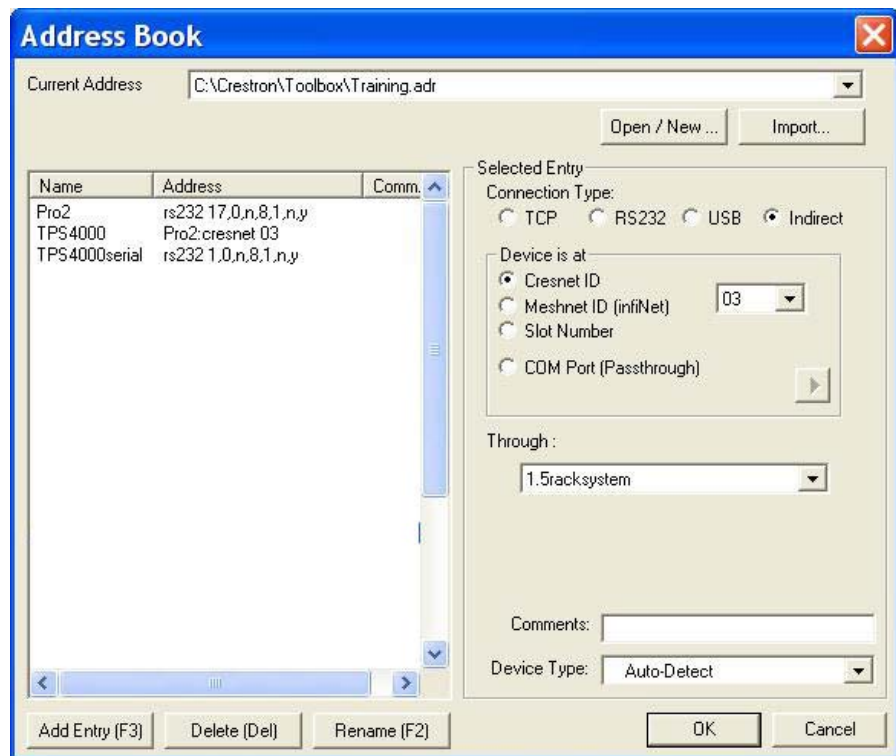 Address Book
Current Address C:\Crestron\Toolbox\Training.adr
Open / New ... Import...
Name Address Comm.
Pro2 rs232 17,0,n,8,1,n,y
TPS4000 Pro2:cresnet 03
TPS4000serial rs232 1,0,n,8,1,n,y
Selected Entry
Connection Type:
TCP RS232 USB Indirect
Device is at
Cresnet ID
Meshnet ID (infiNet) 03
Slot Number
COM Port (Passthrough)
Through :
1.5racksystem
Comments:
Device Type: Auto-Detect
Add Entry (F3) Delete (Del) Rename (F2) OK Cancel